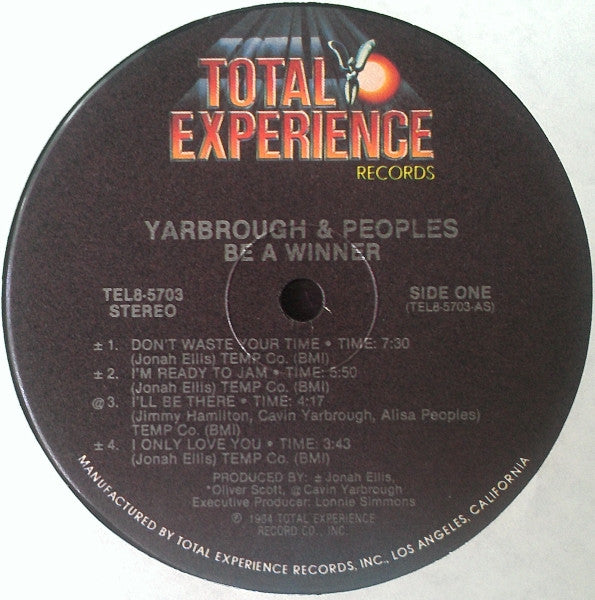 TOTAL
EXPERIENCE
RECORDS
YARBROUGH & PEOPLES
BE A WINNER
TEL8-5703
STEREO
SIDE ONE
(TEL8-5703-AS)
± 1. DON'T WASTE YOUR TIME • TIME: 7:30
(Jonah Ellis) TEMP Co. (BMI)
± 2. I'M READY TO JAM • TIME: 5:50
(Jonah Ellis) TEMP Co. (BMI)
@ 3. I'LL BE THERE • TIME: 4:17
(Jimmy Hamilton, Cavin Yarbrough, Alisa Peoples)
TEMP Co. (BMI)
± 4. I ONLY LOVE YOU • TIME: 3:43
(Jonah Ellis) TEMP Co. (BMI)
PRODUCED BY: ± Jonah Ellis,
*Oliver Scott, @ Cavin Yarbrough
Executive Producer: Lonnie Simmons
℗ 1984 TOTAL EXPERIENCE
RECORD CO., INC.
MANUFACTURED BY TOTAL EXPERIENCE RECORDS, INC., LOS ANGELES, CALIFORNIA